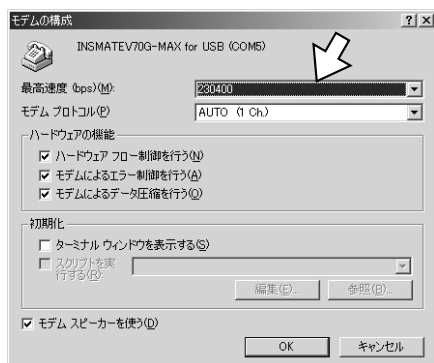 モデムの構成
INSMATEV70G-MAX for USB (COM5)
最高速度 (bps)(M): 230400
モデム プロトコル(P) AUTO (1 Ch.)
ハードウェアの機能
ハードウェア フロー制御を行う(N)
モデムによるエラー制御を行う(A)
モデムによるデータ圧縮を行う(O)
初期化
ターミナル ウィンドウを表示する(S)
スクリプトを実
行する(R):
編集(E)... 参照(B)...
モデム スピーカーを使う(D)
OK キャンセル